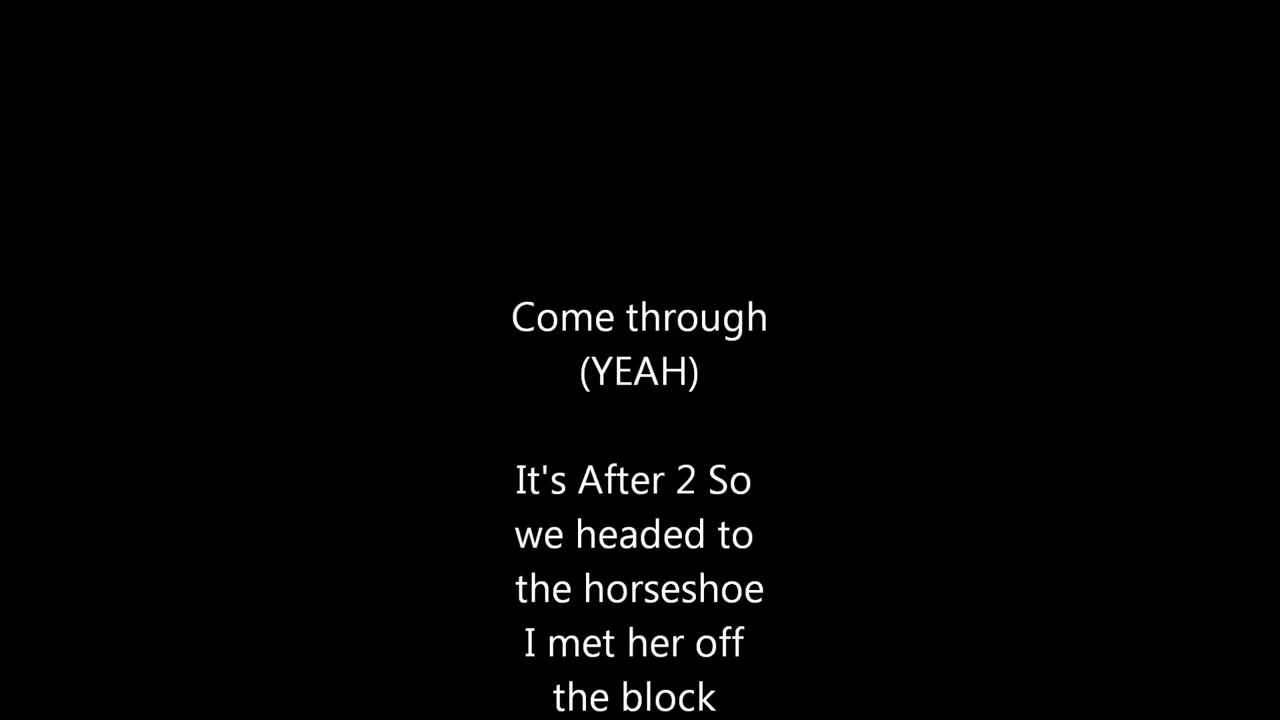 Come through
(YEAH)
It's After 2 So
we headed to
the horseshoe
I met her off
the block